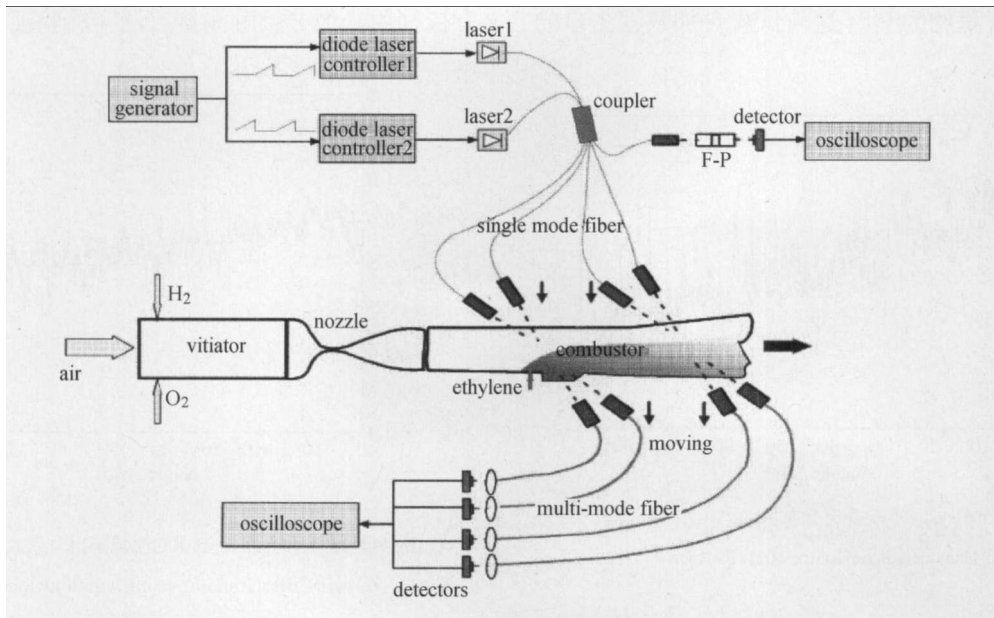 laser1
diode laser
controller1
signal
generator
coupler
laser2
diode laser
controller2
detector
F-P
oscilloscope
single mode fiber
H2
nozzle
vitiator
combustor
air
ethylene
O2
moving
multi-mode fiber
oscilloscope
detectors